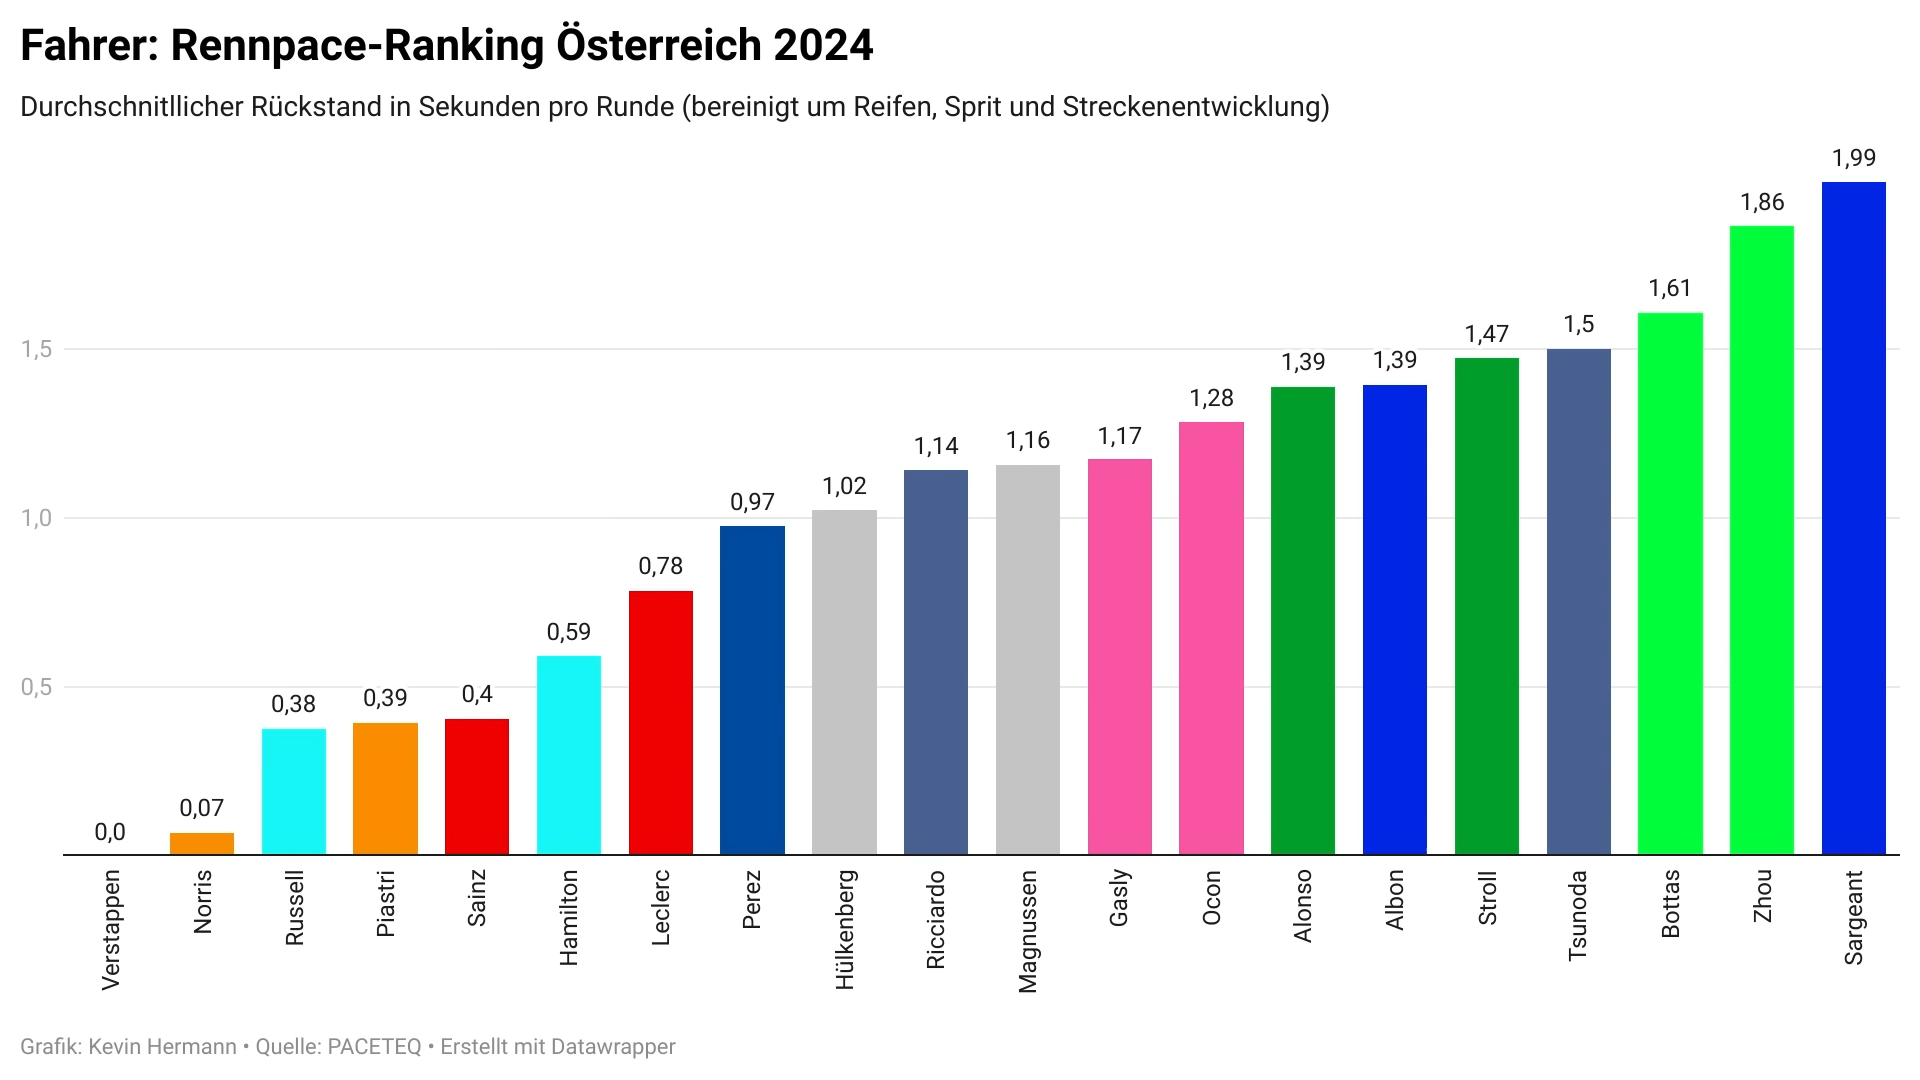 Fahrer: Rennpace-Ranking Österreich 2024
Durchschnitllicher Rückstand in Sekunden pro Runde (bereinigt um Reifen, Sprit und Streckenentwicklung)
1,5
1,0
0,5
0,0
0,07
0,38
0,39
0,4
0,59
0,78
0,97
1,02
1,14
1,16
1,17
1,28
1,39
1,39
1,47
1,5
1,61
1,86
1,99
Verstappen
Norris
Russell
Piastri
Sainz
Hamilton
Leclerc
Perez
Hülkenberg
Ricciardo
Magnussen
Gasly
Ocon
Alonso
Albon
Stroll
Tsunoda
Bottas
Zhou
Sargeant
Grafik: Kevin Hermann • Quelle: PACETEQ • Erstellt mit Datawrapper